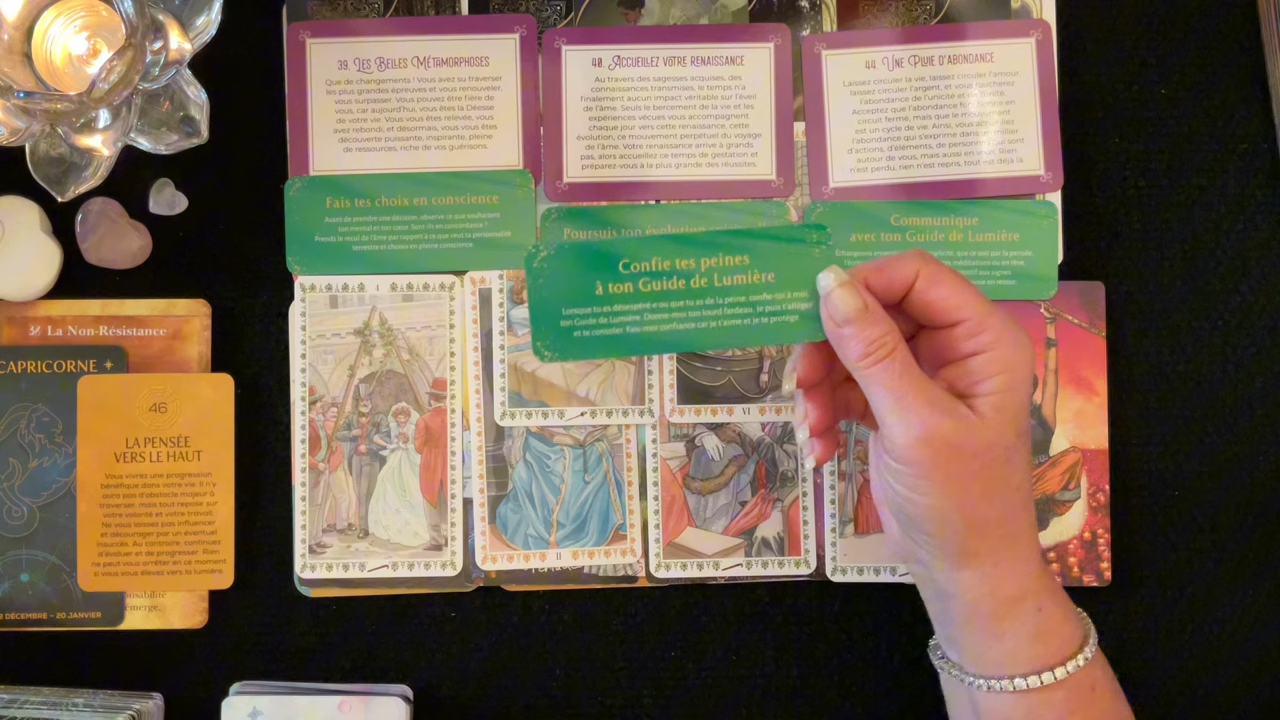 39. Les Belles Métamorphoses
Que de changements ! Vous avez su traverser
les plus grandes épreuves et vous renouveler,
vous surpasser. Vous pouvez être fière de
vous, car aujourd'hui, vous êtes la Déesse
de votre vie. Vous vous êtes relevée, vous
avez rebondi, et désormais, vous vous êtes
découverte puissante, inspirante, pleine
de ressources, riche de vos guérisons.
40. Accueillez votre renaissance
Au travers des sagesses acquises, des
connaissances transmises, le temps n'a
finalement aucun impact véritable sur l'éveil
de l'âme. Seuls le bercement de la vie et les
expériences vécues vous accompagnent
chaque jour vers cette renaissance, cette
évolution, ce mouvement perpétuel du voyage
de l'âme. Votre renaissance arrive à grands
pas, alors accueillez ce temps de gestation et
préparez-vous à la plus grande des réussites.
44. Une Pluie d'abondance
Laissez circuler la vie, laissez circuler l'amour,
laissez circuler l'argent, et vous toucherez
l'abondance de l'unicité et de l'infinité.
Acceptez que l'abondance fonctionne en
circuit fermé, mais que le mouvement
est un cycle de vie. Ainsi, vous accueillez
l'abondance qui s'exprime dans un millier
d'actions, d'éléments, de personnes qui sont
autour de vous, mais aussi en vous. Rien
n'est perdu, rien n'est repris, tout est déjà là.
Fais tes choix en conscience
Avant de prendre une décision, observe ce que souhaitent
ton mental et ton cœur. Sont-ils en concordance ?
Prends le recul de l'âme par rapport à ce que veut ta personnalité
terrestre et choisis en pleine conscience.
Poursuis ton évolution
Communique
avec ton Guide de Lumière
Confie tes peines
à ton Guide de Lumière
Lorsque tu es désespéré·e ou que tu as de la peine, confie-toi à moi,
ton Guide de Lumière. Donne-moi ton lourd fardeau, je puis t'alléger
et te consoler. Fais-moi confiance car je t'aime et je te protège.
I
II
VI
La Non-Résistance
CAPRICORNE
46
LA PENSÉE
VERS LE HAUT
Vous vivrez une progression
bénéfique dans votre vie. Il n'y
aura pas d'obstacle majeur à
traverser, mais tout repose sur
votre volonté et votre travail.
Ne vous laissez pas influencer
et décourager par un éventuel
insuccès. Au contraire, continuez
d'évoluer et de progresser. Rien
ne peut vous arrêter en ce moment
si vous vous élevez vers la lumière.
émerge.
DÉCEMBRE – 20 JANVIER